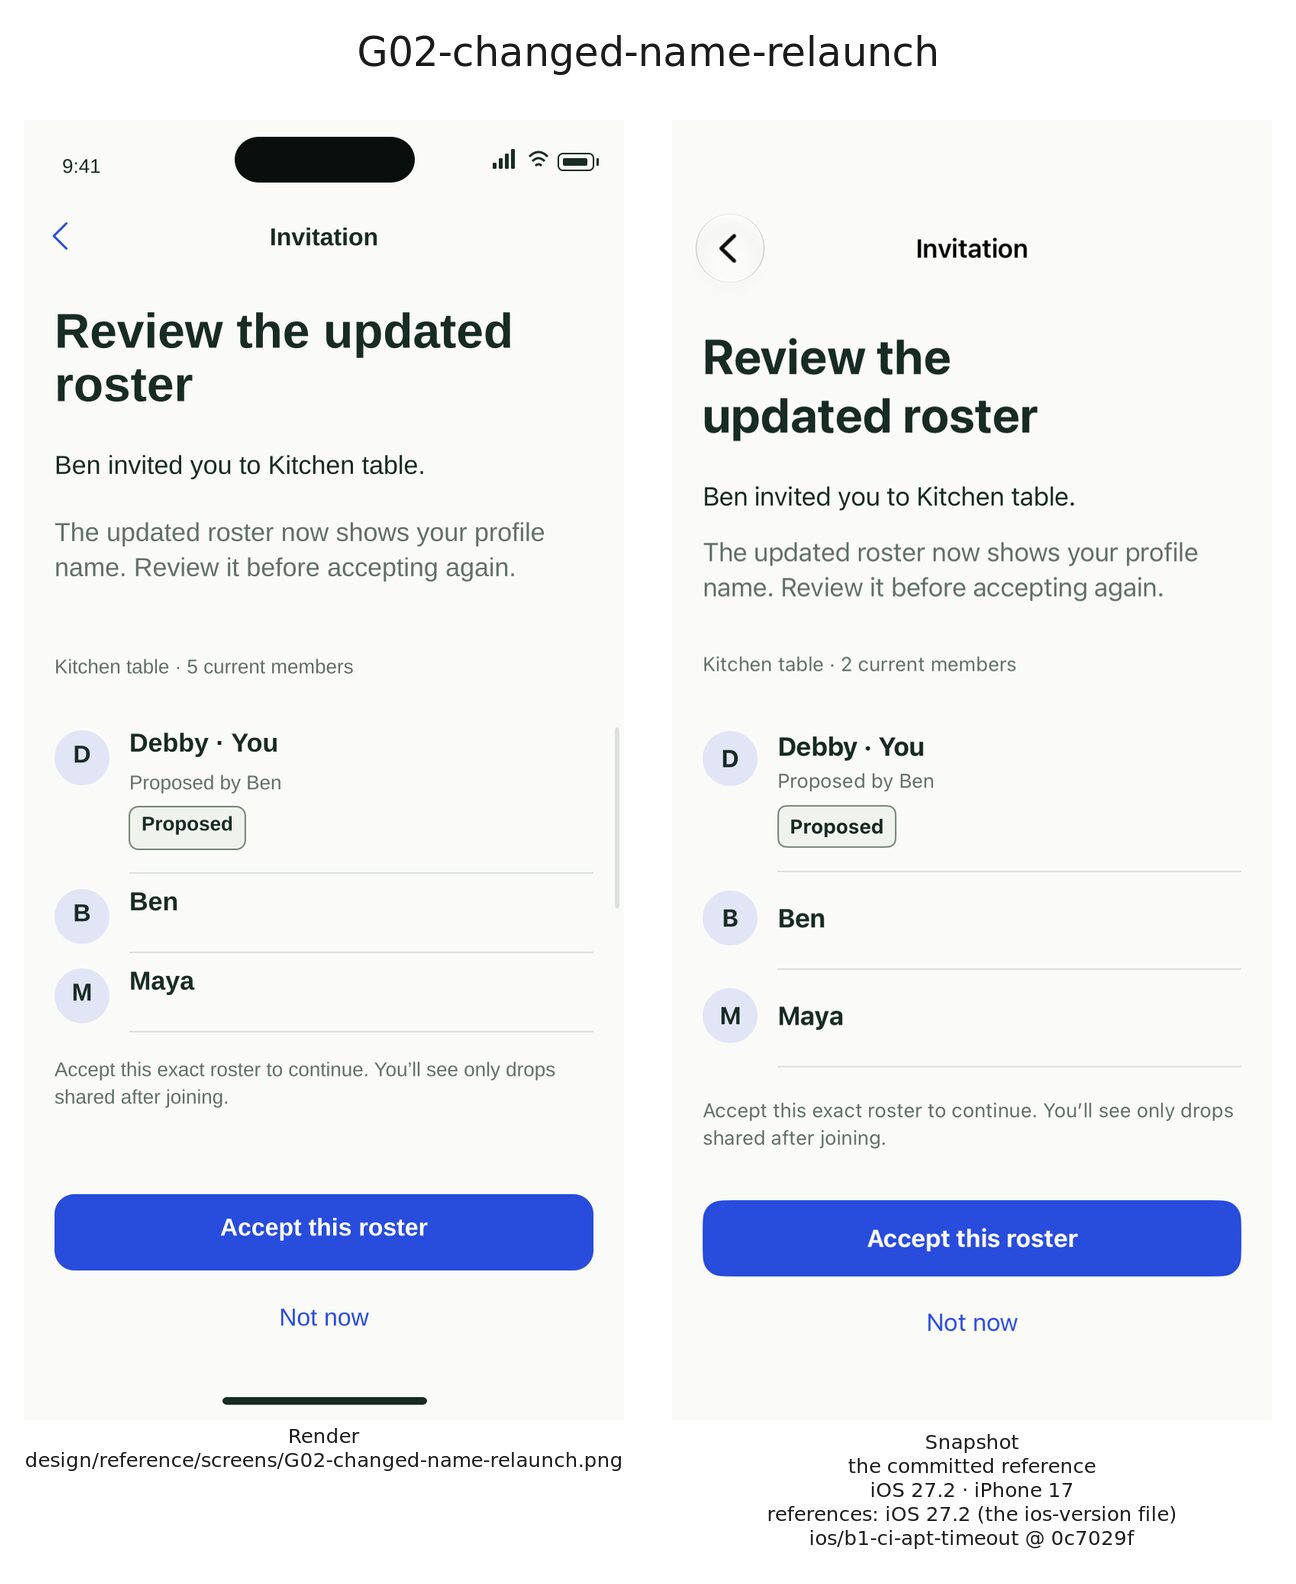 G02-changed-name-relaunch
9:41
Invitation
Review the updated
roster
Ben invited you to Kitchen table.
The updated roster now shows your profile
name. Review it before accepting again.
Kitchen table · 5 current members
D
Debby · You
Proposed by Ben
Proposed
B
Ben
M
Maya
Accept this exact roster to continue. You’ll see only drops
shared after joining.
Accept this roster
Not now
Render
design/reference/screens/G02-changed-name-relaunch.png
Invitation
Review the
updated roster
Ben invited you to Kitchen table.
The updated roster now shows your profile
name. Review it before accepting again.
Kitchen table · 2 current members
D
Debby · You
Proposed by Ben
Proposed
B
Ben
M
Maya
Accept this exact roster to continue. You’ll see only drops
shared after joining.
Accept this roster
Not now
Snapshot
the committed reference
iOS 27.2 · iPhone 17
references: iOS 27.2 (the ios-version file)
ios/b1-ci-apt-timeout @ 0c7029f